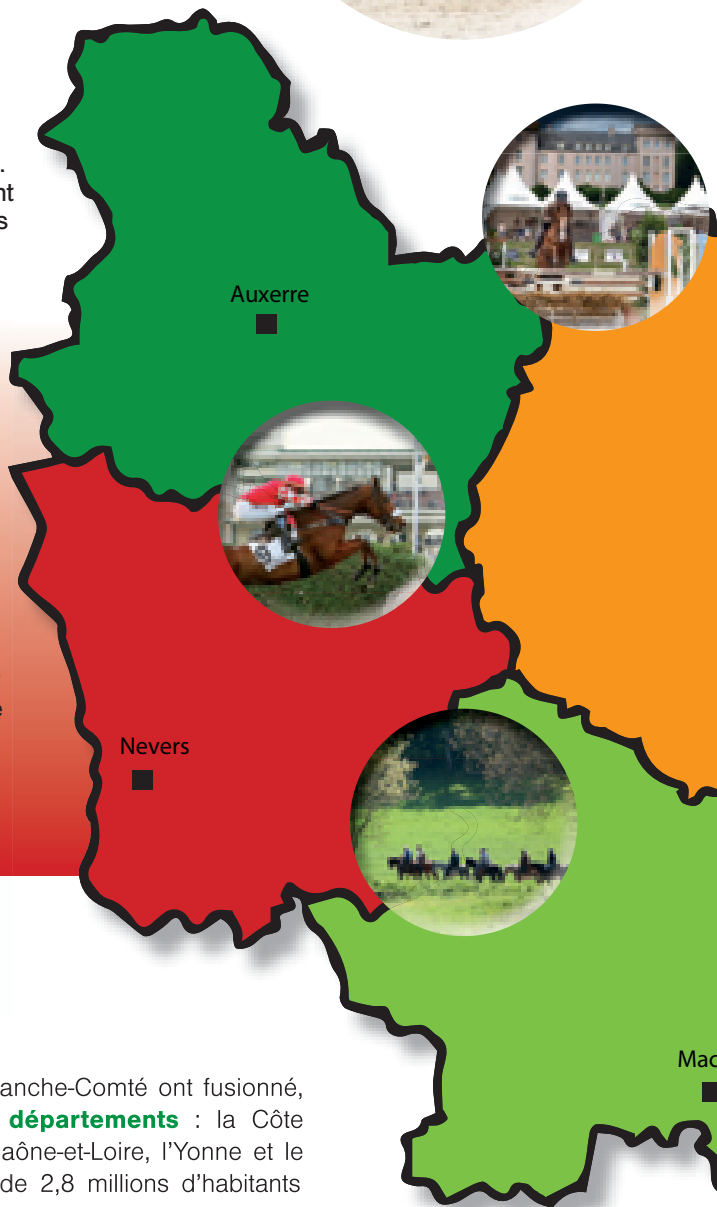 .
nt
s
Auxerre
e
Nevers
Mac
anche-Comté ont fusionné,
départements : la Côte
aône-et-Loire, l'Yonne et le
de 2,8 millions d'habitants